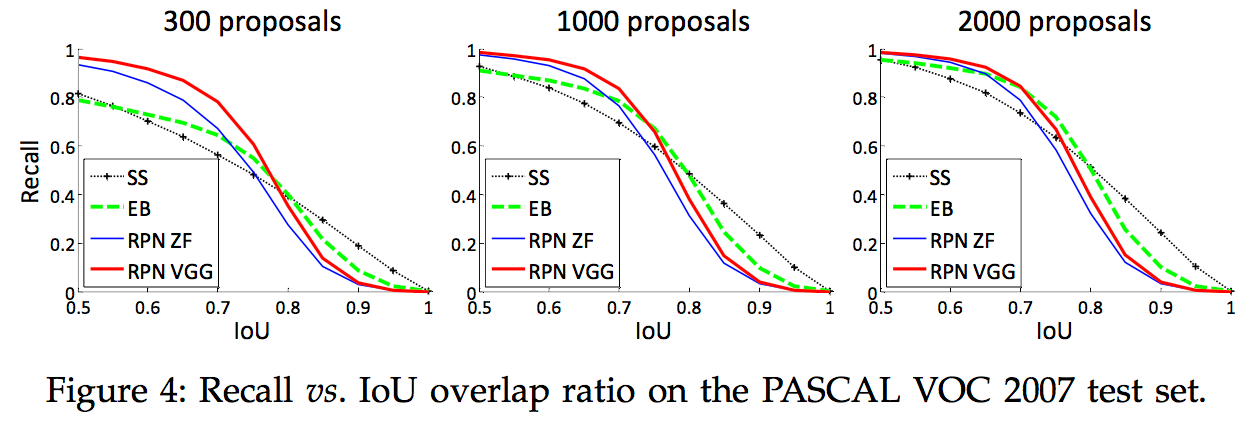 300 proposals
1000 proposals
2000 proposals
Recall
1
0.8
0.6
0.4
0.2
0
SS
EB
RPN ZF
RPN VGG
0.5 0.6 0.7 0.8 0.9 1
IoU
1
0.8
0.6
0.4
0.2
0
SS
EB
RPN ZF
RPN VGG
0.5 0.6 0.7 0.8 0.9 1
IoU
1
0.8
0.6
0.4
0.2
0
SS
EB
RPN ZF
RPN VGG
0.5 0.6 0.7 0.8 0.9 1
IoU
Figure 4: Recall vs. IoU overlap ratio on the PASCAL VOC 2007 test set.